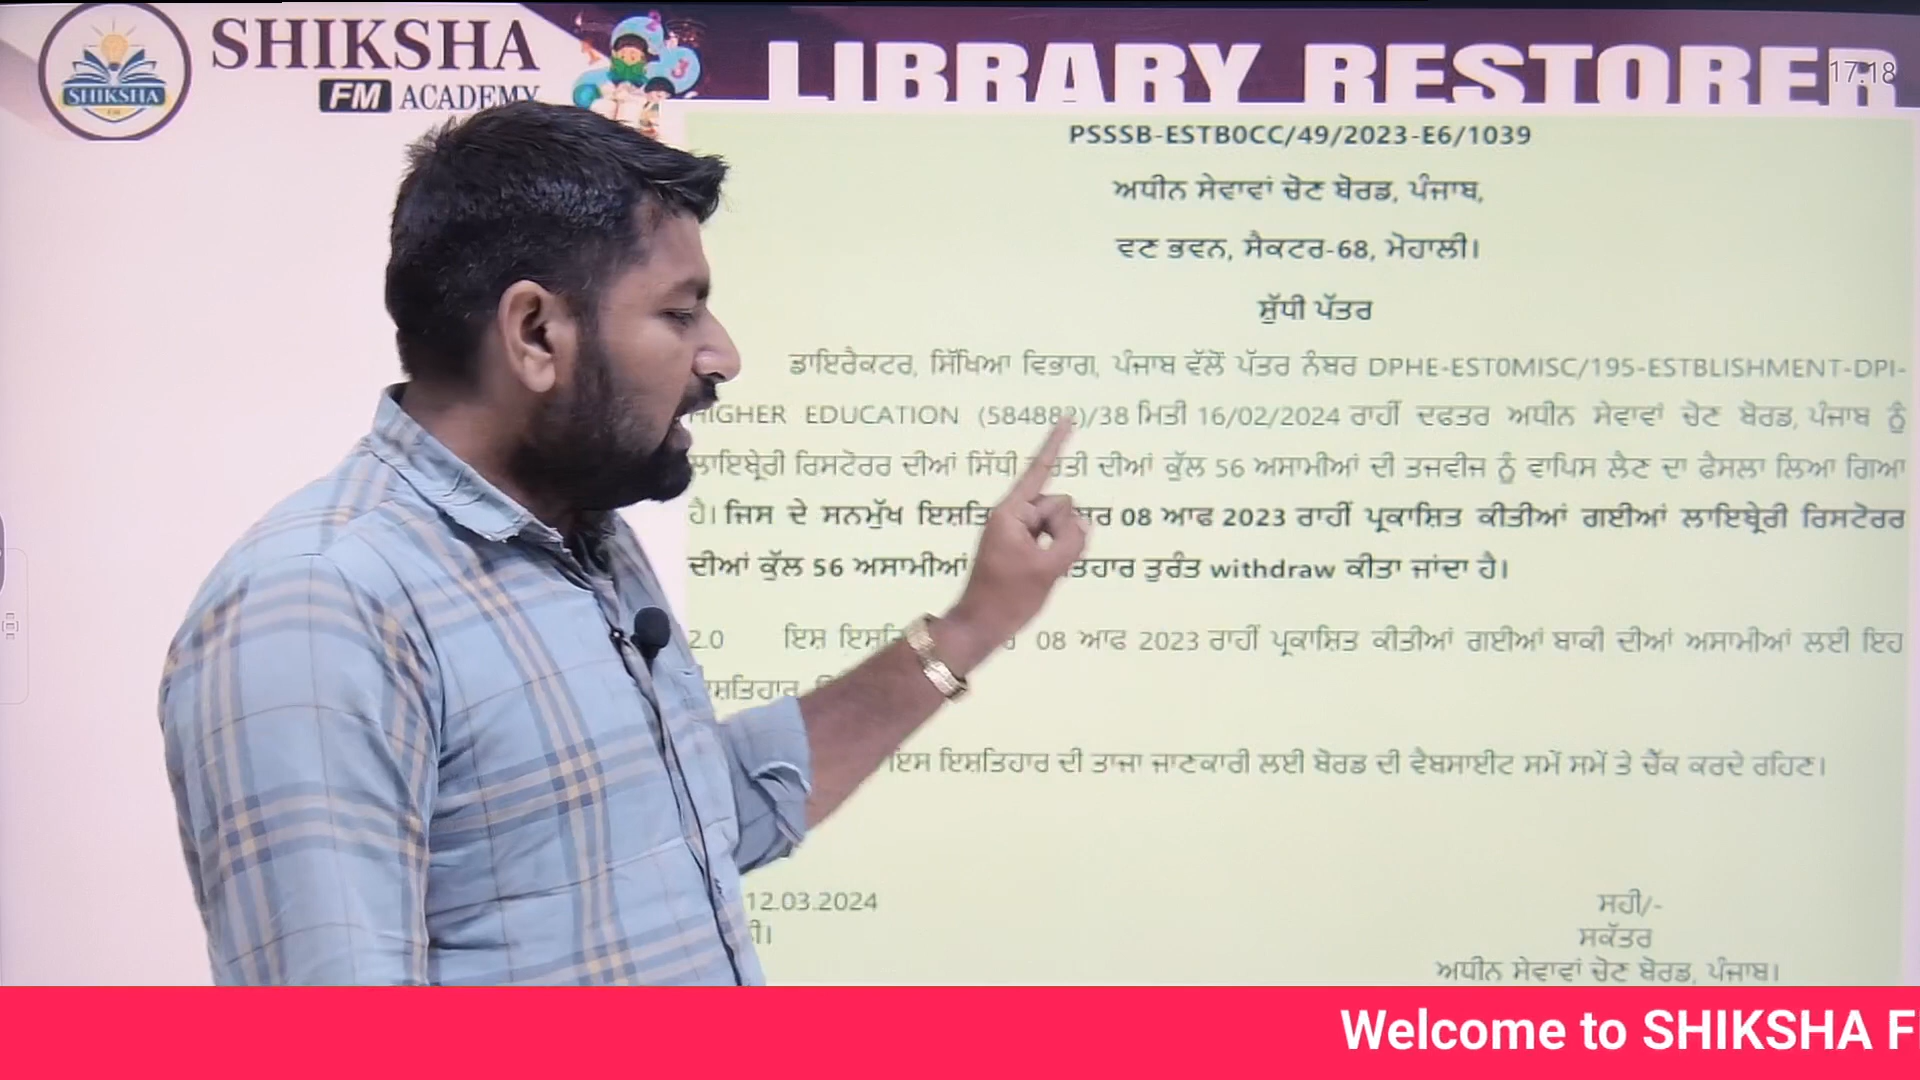 SHIKSHA
FM ACADEMY
SHIKSHA
LIBRARY RESTORER
17:18
PSSSB-ESTB0CC/49/2023-E6/1039
ਅਧੀਨ ਸੇਵਾਵਾਂ ਚੋਣ ਬੋਰਡ, ਪੰਜਾਬ,
ਵਣ ਭਵਨ, ਸੈਕਟਰ-68, ਮੋਹਾਲੀ।
ਸ਼ੁੱਧੀ ਪੱਤਰ
ਡਾਇਰੈਕਟਰ, ਸਿੱਖਿਆ ਵਿਭਾਗ, ਪੰਜਾਬ ਵੱਲੋਂ ਪੱਤਰ ਨੰਬਰ DPHE-EST0MISC/195-ESTBLISHMENT-DPI-
HIGHER EDUCATION (584882)/38 ਮਿਤੀ 16/02/2024 ਰਾਹੀਂ ਦਫਤਰ ਅਧੀਨ ਸੇਵਾਵਾਂ ਚੋਣ ਬੋਰਡ, ਪੰਜਾਬ ਨੂੰ
ਲਾਇਬ੍ਰੇਰੀ ਰਿਸਟੋਰਰ ਦੀਆਂ ਸਿੱਧੀ ਦੀਆਂ ਕੁੱਲ 56 ਅਸਾਮੀਆਂ ਦੀ ਤਜਵੀਜ ਨੂੰ ਵਾਪਿਸ ਲੈਣ ਦਾ ਫੈਸਲਾ ਲਿਆ ਗਿਆ
ਹੈ। ਜਿਸ ਦੇ ਸਨਮੁੱਖ 08 ਆਫ 2023 ਰਾਹੀਂ ਪ੍ਰਕਾਸ਼ਿਤ ਕੀਤੀਆਂ ਗਈਆਂ ਲਾਇਬ੍ਰੇਰੀ ਰਿਸਟੋਰਰ
ਦੀਆਂ ਕੁੱਲ 56 ਅਸਾਮੀਆਂ ਤੁਰੰਤ withdraw ਕੀਤਾ ਜਾਂਦਾ ਹੈ।
2.0 ਇਸ਼ 08 ਆਫ 2023 ਰਾਹੀਂ ਪ੍ਰਕਾਸ਼ਿਤ ਕੀਤੀਆਂ ਗਈਆਂ ਬਾਕੀ ਦੀਆਂ ਅਸਾਮੀਆਂ ਲਈ ਇਹ
ਇਸ ਇਸ਼ਤਿਹਾਰ ਦੀ ਤਾਜਾ ਜਾਣਕਾਰੀ ਲਈ ਬੋਰਡ ਦੀ ਵੈਬਸਾਈਟ ਸਮੇਂ ਸਮੇਂ ਤੇ ਚੈੱਕ ਕਰਦੇ ਰਹਿਣ।
12.03.2024
ਸਹੀ/-
ਸਕੱਤਰ
ਅਧੀਨ ਸੇਵਾਵਾਂ ਚੋਣ ਬੋਰਡ, ਪੰਜਾਬ।
Welcome to SHIKSHA F